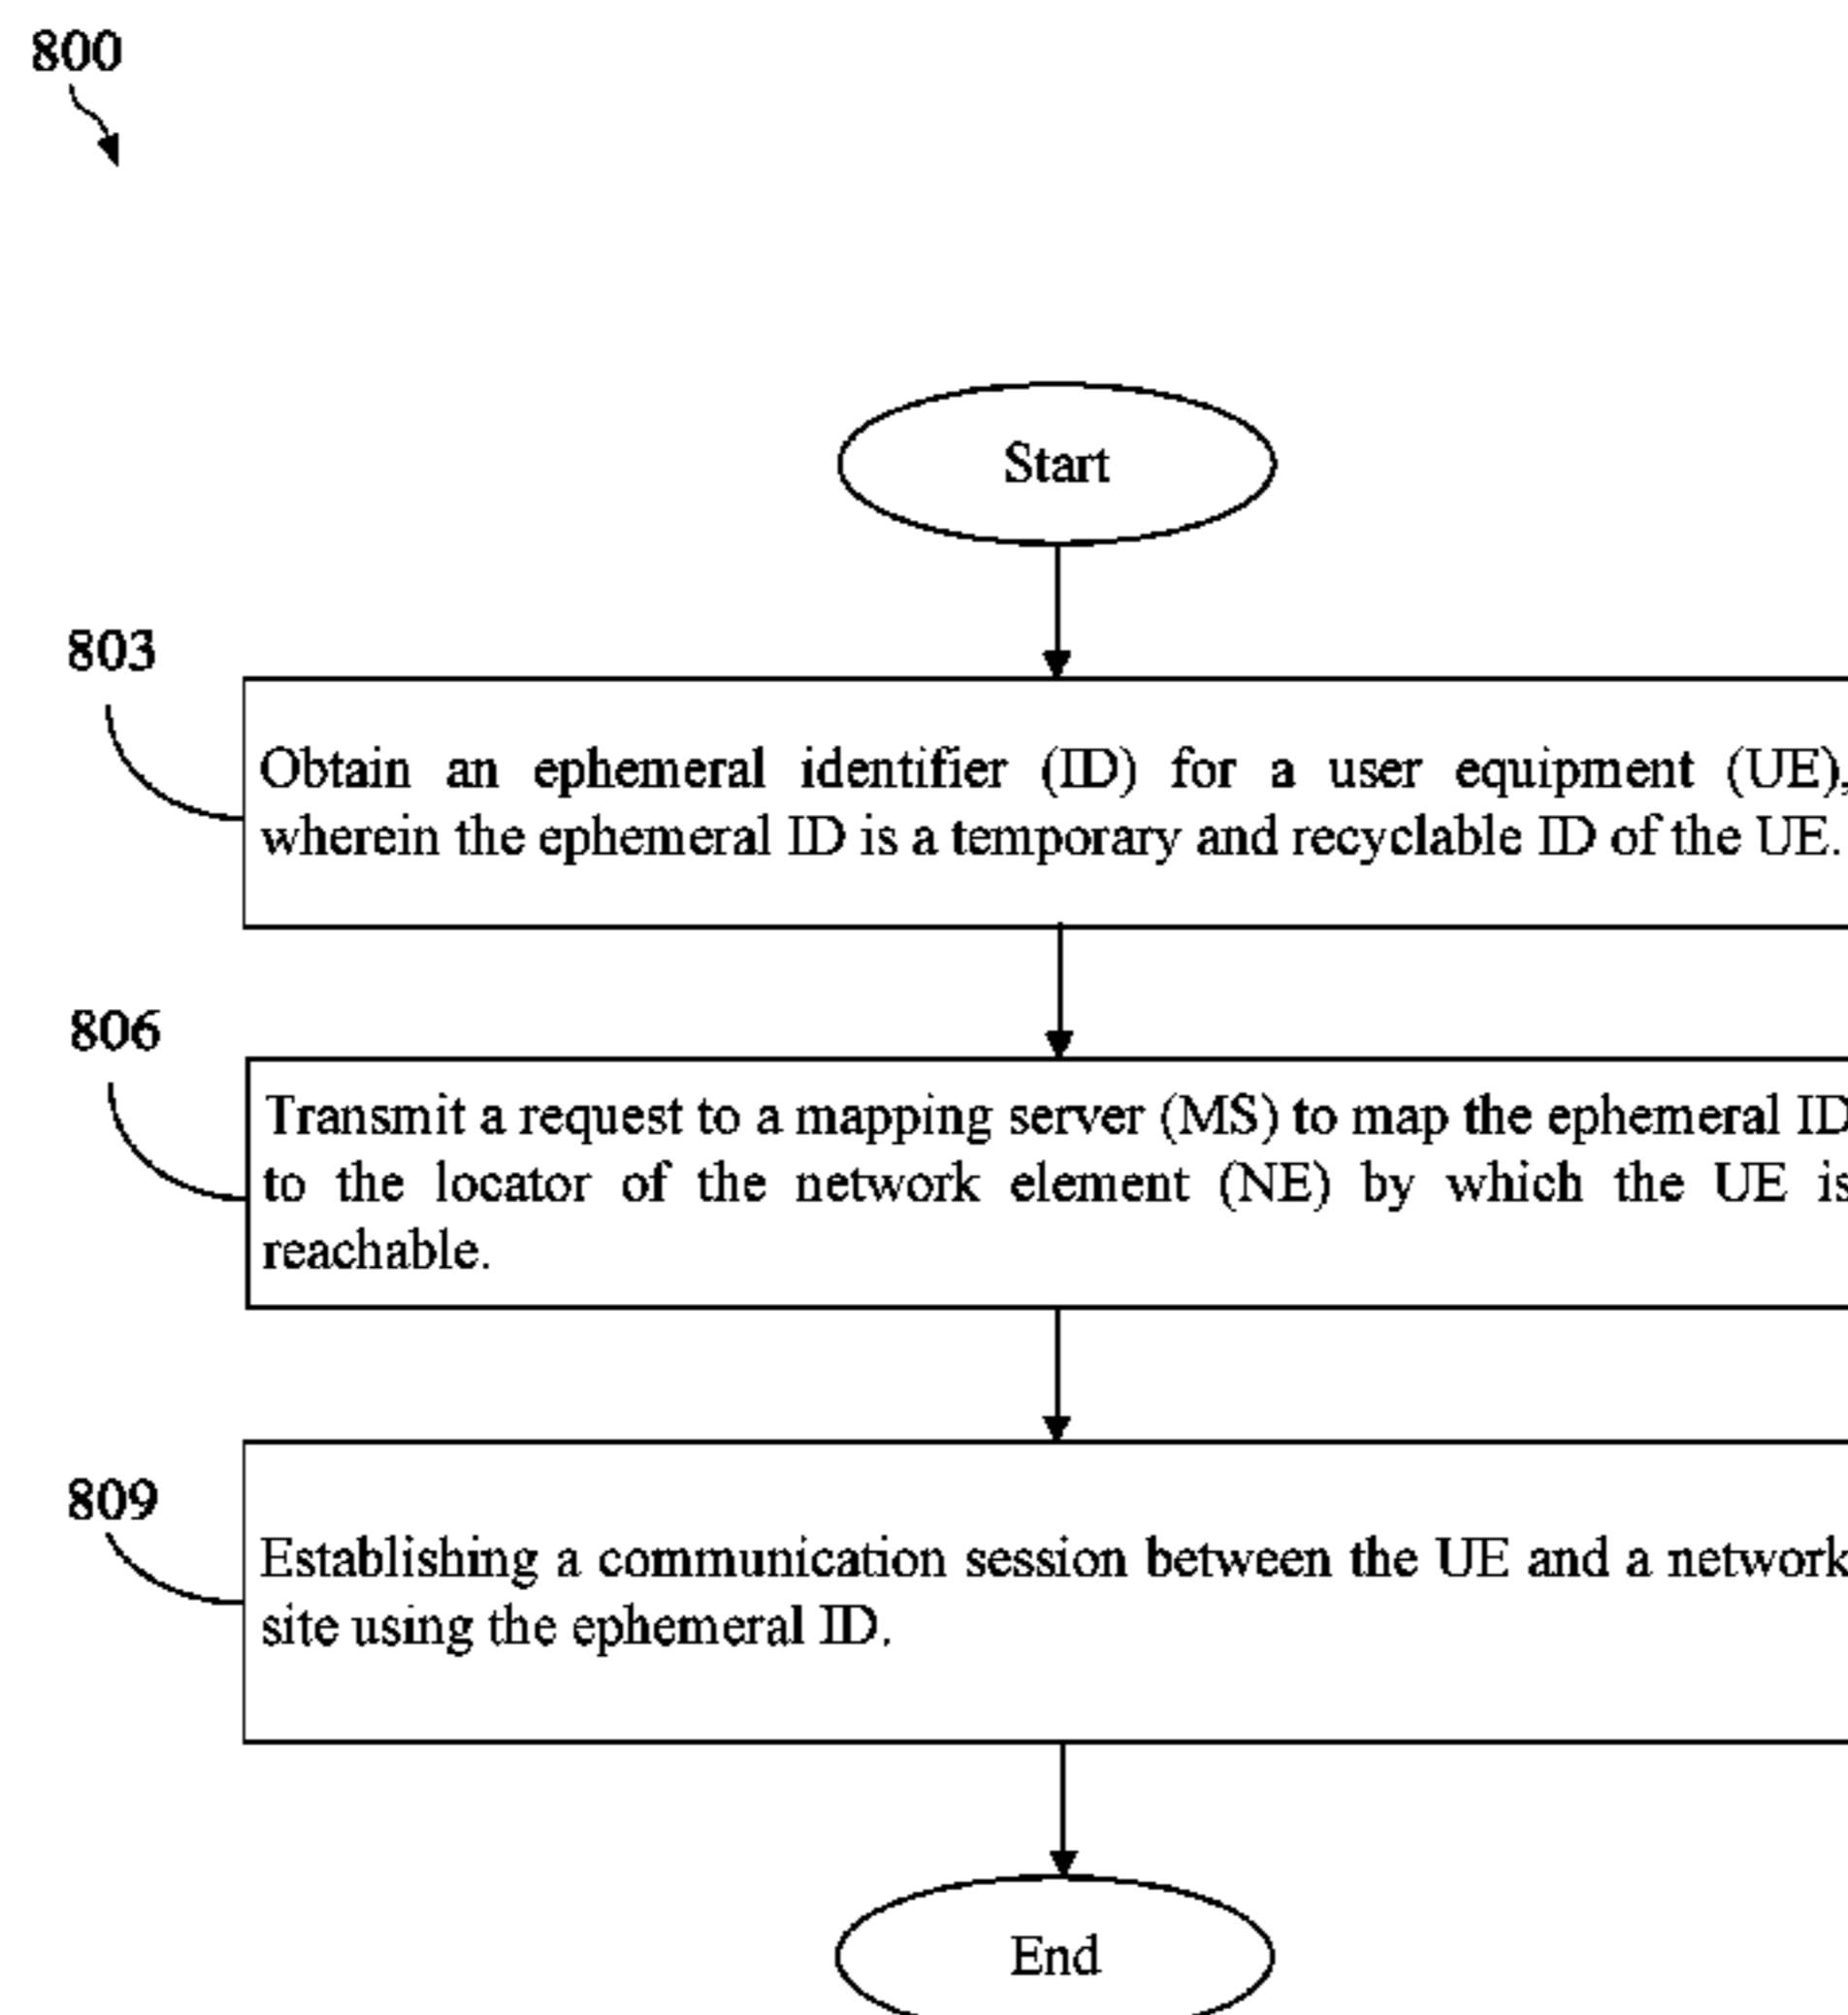 800
Start
803
Obtain an ephemeral identifier (ID) for a user equipment (UE),
wherein the ephemeral ID is a temporary and recyclable ID of the UE.
806
Transmit a request to a mapping server (MS) to map the ephemeral ID
to the locator of the network element (NE) by which the UE is
reachable.
809
Establishing a communication session between the UE and a network
site using the ephemeral ID.
End